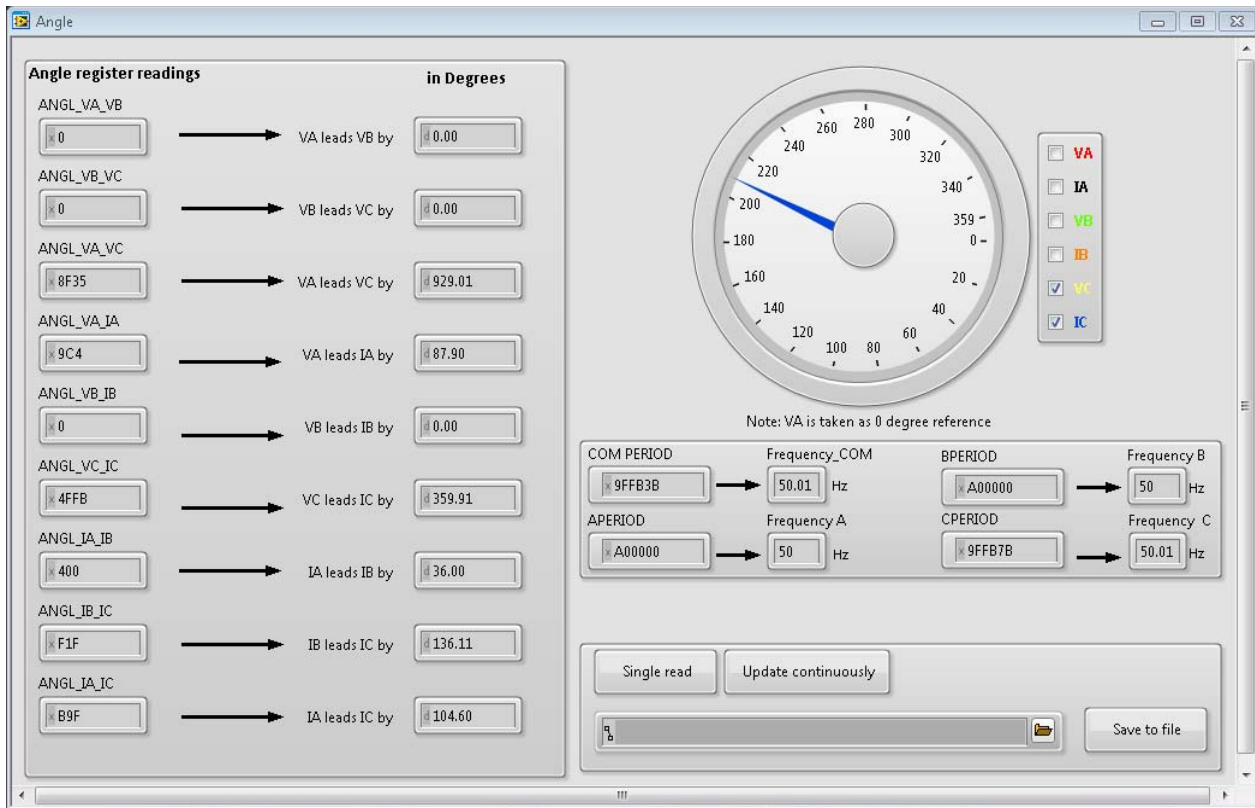 Angle
Angle register readings
in Degrees
ANGL_VA_VB
x 0
VA leads VB by
d 0.00
ANGL_VB_VC
x 0
VB leads VC by
d 0.00
ANGL_VA_VC
x 8F35
VA leads VC by
d 929.01
ANGL_VA_IA
x 9C4
VA leads IA by
d 87.90
ANGL_VB_IB
x 0
VB leads IB by
d 0.00
ANGL_VC_IC
x 4FFB
VC leads IC by
d 359.91
ANGL_IA_IB
x 400
IA leads IB by
d 36.00
ANGL_IB_IC
x F1F
IB leads IC by
d 136.11
ANGL_IA_IC
x B9F
IA leads IC by
d 104.60
0
20
40
60
80
100
120
140
160
180
200
220
240
260
280
300
320
340
359
VA
IA
VB
IB
VC
IC
Note: VA is taken as 0 degree reference
COM PERIOD
x 9FFB3B
Frequency_COM
50.01 Hz
BPERIOD
x A00000
Frequency B
50 Hz
APERIOD
x A00000
Frequency A
50 Hz
CPERIOD
x 9FFB7B
Frequency C
50.01 Hz
Single read
Update continuously
Save to file